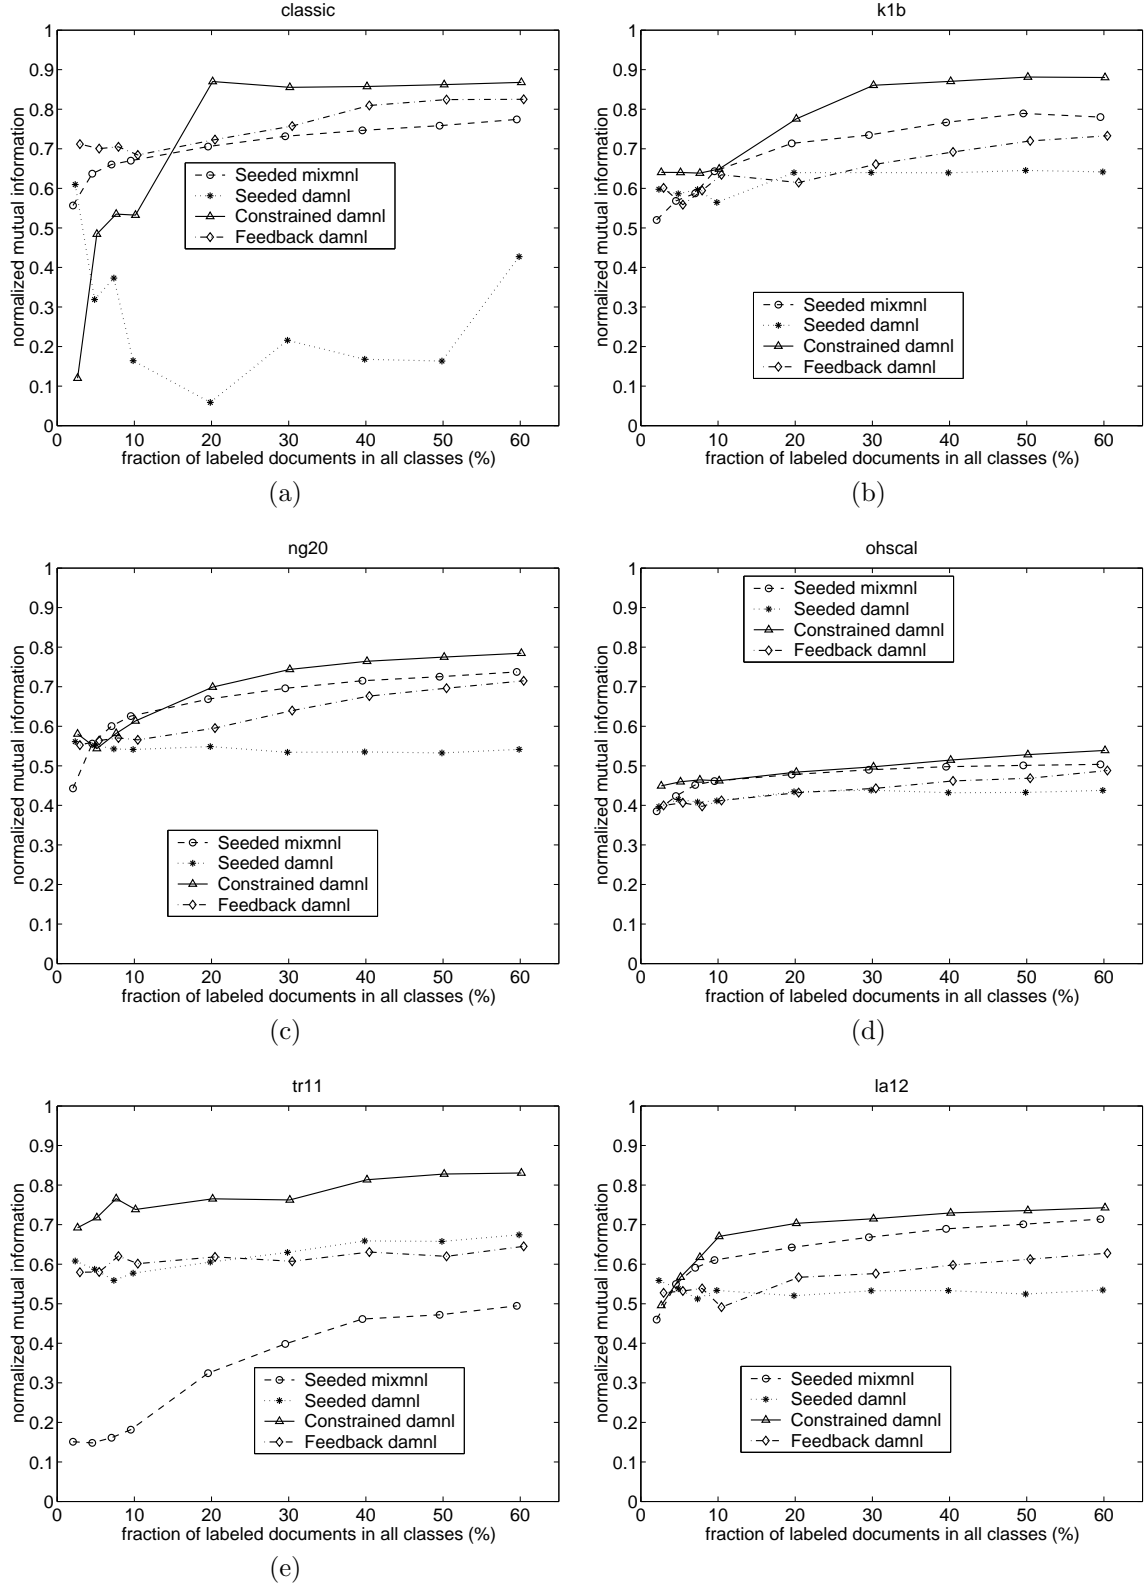 classic
1
0.9
0.8
0.7
0.6
0.5
0.4
0.3
0.2
0.1
0
normalized mutual information
Seeded mixmnl
Seeded damnl
Constrained damnl
Feedback damnl
0 10 20 30 40 50 60
fraction of labeled documents in all classes (%)
(a)
k1b
1
0.9
0.8
0.7
0.6
0.5
0.4
0.3
0.2
0.1
0
normalized mutual information
Seeded mixmnl
Seeded damnl
Constrained damnl
Feedback damnl
0 10 20 30 40 50 60
fraction of labeled documents in all classes (%)
(b)
ng20
1
0.9
0.8
0.7
0.6
0.5
0.4
0.3
0.2
0.1
0
normalized mutual information
Seeded mixmnl
Seeded damnl
Constrained damnl
Feedback damnl
0 10 20 30 40 50 60
fraction of labeled documents in all classes (%)
(c)
ohscal
1
0.9
0.8
0.7
0.6
0.5
0.4
0.3
0.2
0.1
0
normalized mutual information
Seeded mixmnl
Seeded damnl
Constrained damnl
Feedback damnl
0 10 20 30 40 50 60
fraction of labeled documents in all classes (%)
(d)
tr11
1
0.9
0.8
0.7
0.6
0.5
0.4
0.3
0.2
0.1
0
normalized mutual information
Seeded mixmnl
Seeded damnl
Constrained damnl
Feedback damnl
0 10 20 30 40 50 60
fraction of labeled documents in all classes (%)
(e)
la12
1
0.9
0.8
0.7
0.6
0.5
0.4
0.3
0.2
0.1
0
normalized mutual information
Seeded mixmnl
Seeded damnl
Constrained damnl
Feedback damnl
0 10 20 30 40 50 60
fraction of labeled documents in all classes (%)